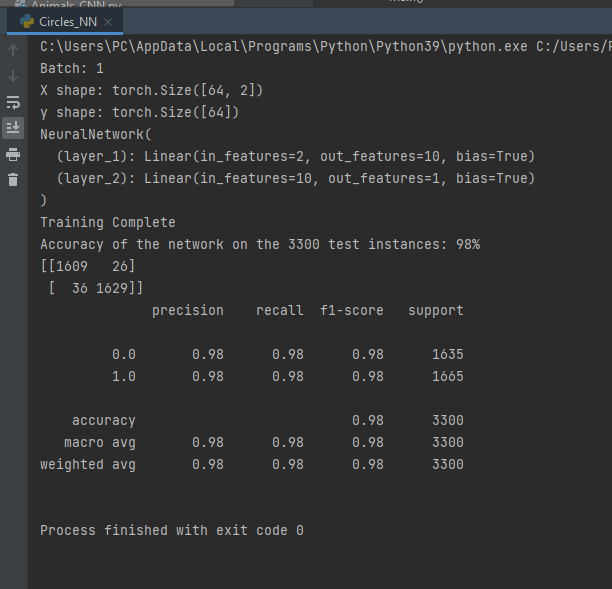 Animals_CNN.py
Circles_NN
C:\Users\PC\AppData\Local\Programs\Python\Python39\python.exe C:/Users/P
Batch: 1
X shape: torch.Size([64, 2])
y shape: torch.Size([64])
NeuralNetwork(
  (layer_1): Linear(in_features=2, out_features=10, bias=True)
  (layer_2): Linear(in_features=10, out_features=1, bias=True)
)
Training Complete
Accuracy of the network on the 3300 test instances: 98%
[[1609   26]
 [  36 1629]]
              precision    recall  f1-score   support
         0.0       0.98      0.98      0.98      1635
         1.0       0.98      0.98      0.98      1665
    accuracy                           0.98      3300
   macro avg       0.98      0.98      0.98      3300
weighted avg       0.98      0.98      0.98      3300
Process finished with exit code 0